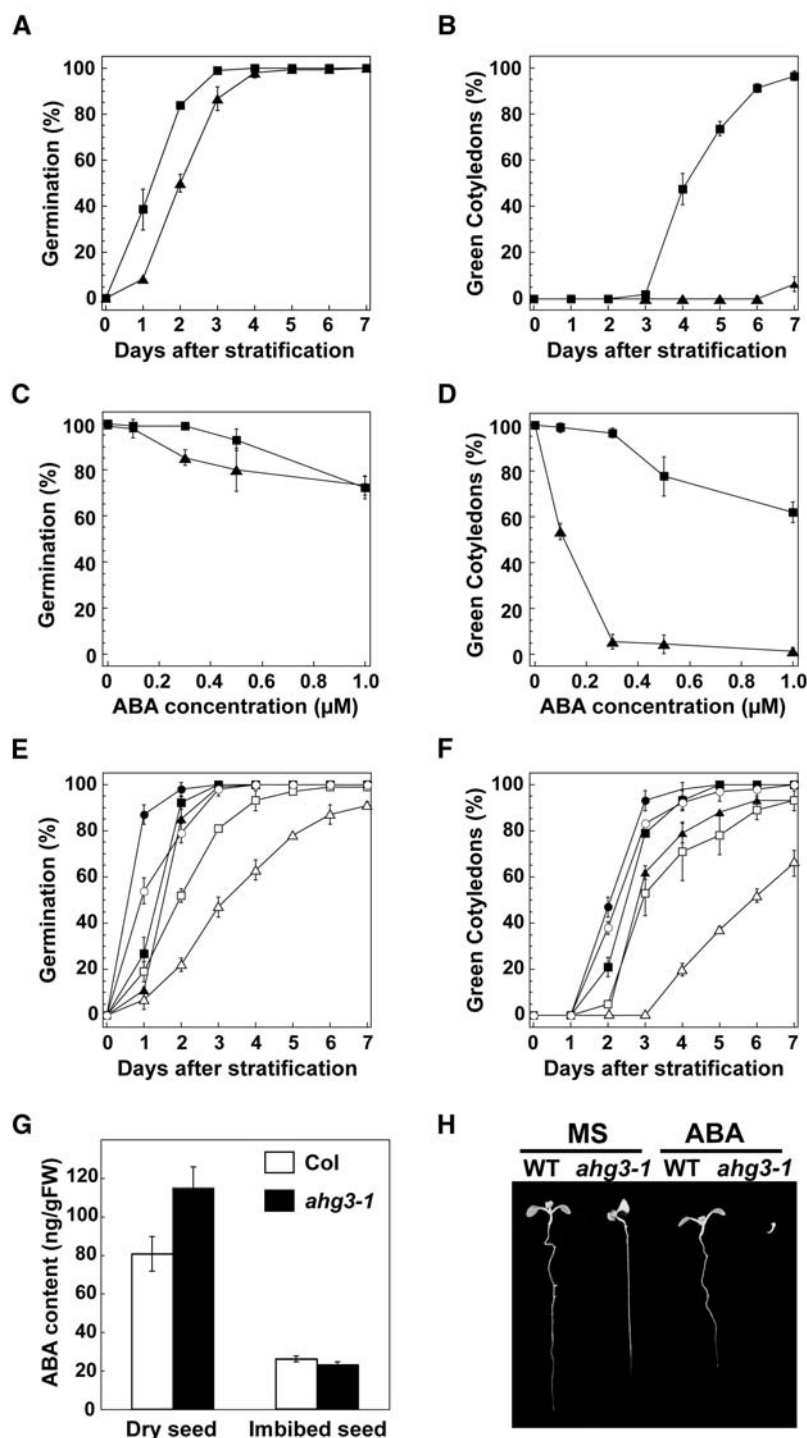 A
100
80
60
40
20
0
Germination (%)
0 1 2 3 4 5 6 7
Days after stratification
B
100
80
60
40
20
0
Green Cotyledons (%)
0 1 2 3 4 5 6 7
Days after stratification
C
100
80
60
40
20
0
Germination (%)
0 0.2 0.4 0.6 0.8 1.0
ABA concentration (µM)
D
100
80
60
40
20
0
Green Cotyledons (%)
0 0.2 0.4 0.6 0.8 1.0
ABA concentration (µM)
E
100
80
60
40
20
0
Germination (%)
0 1 2 3 4 5 6 7
Days after stratification
F
100
80
60
40
20
0
Green Cotyledons (%)
0 1 2 3 4 5 6 7
Days after stratification
G
120
100
80
60
40
20
0
ABA content (ng/gFW)
Col
ahg3-1
Dry seed Imbibed seed
H
MS ABA
WT ahg3-1 WT ahg3-1